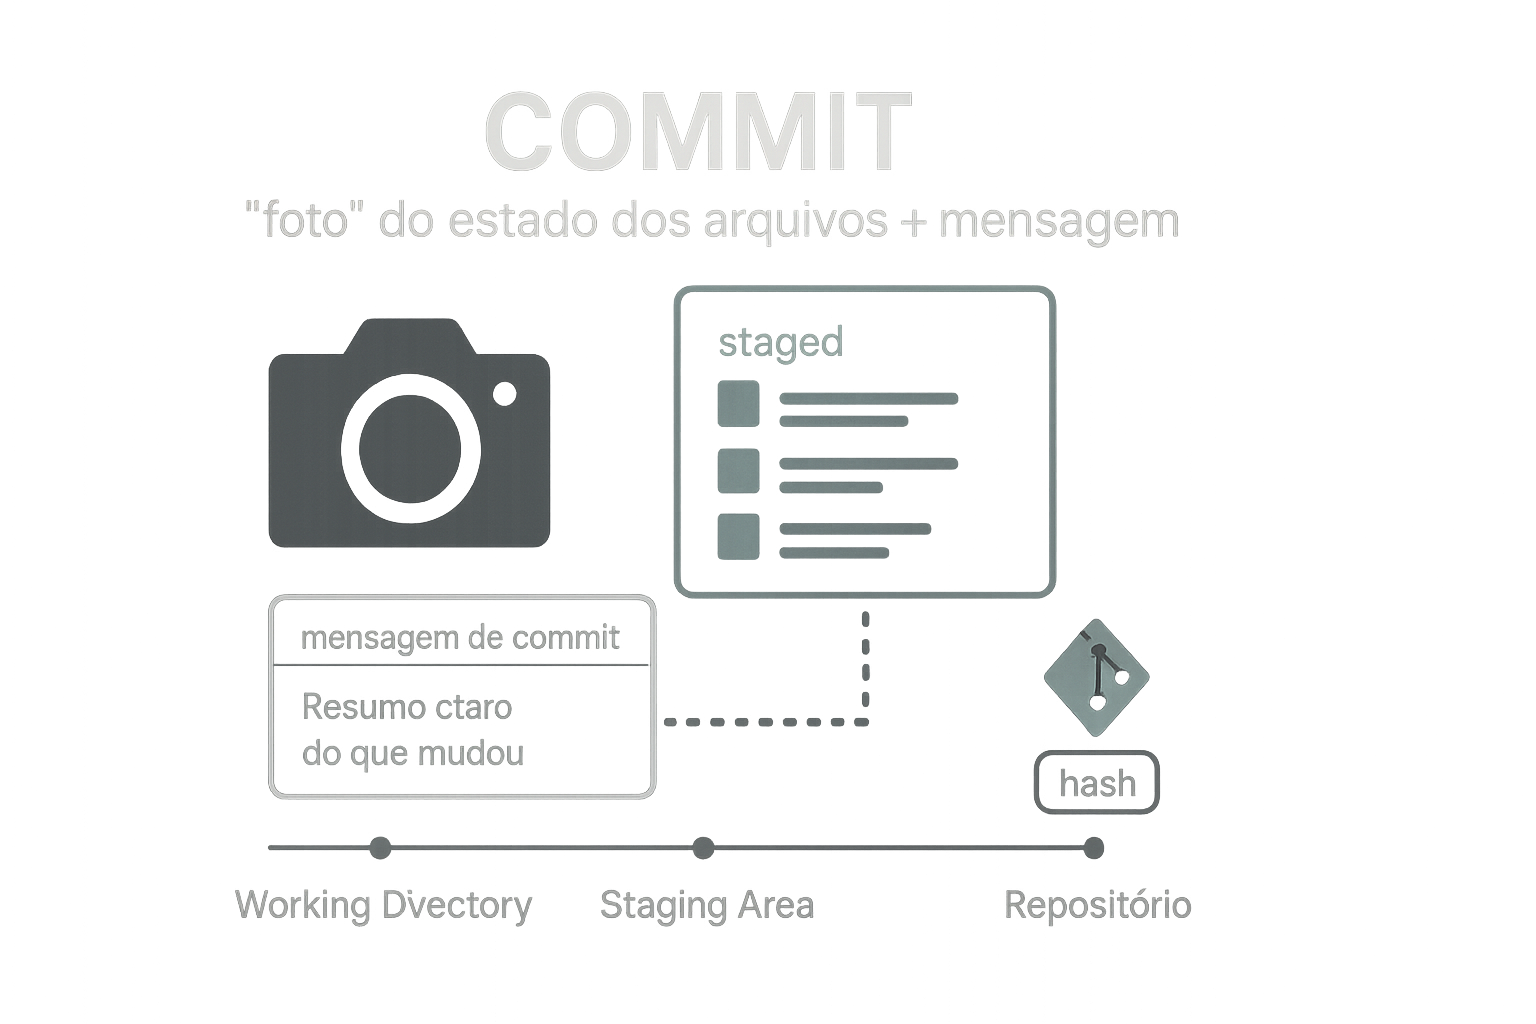 COMMIT
"foto" do estado dos arquivos + mensagem
staged
mensagem de commit
Resumo ctaro
do que mudou
hash
Working Dvectory
Staging Area
Repositório